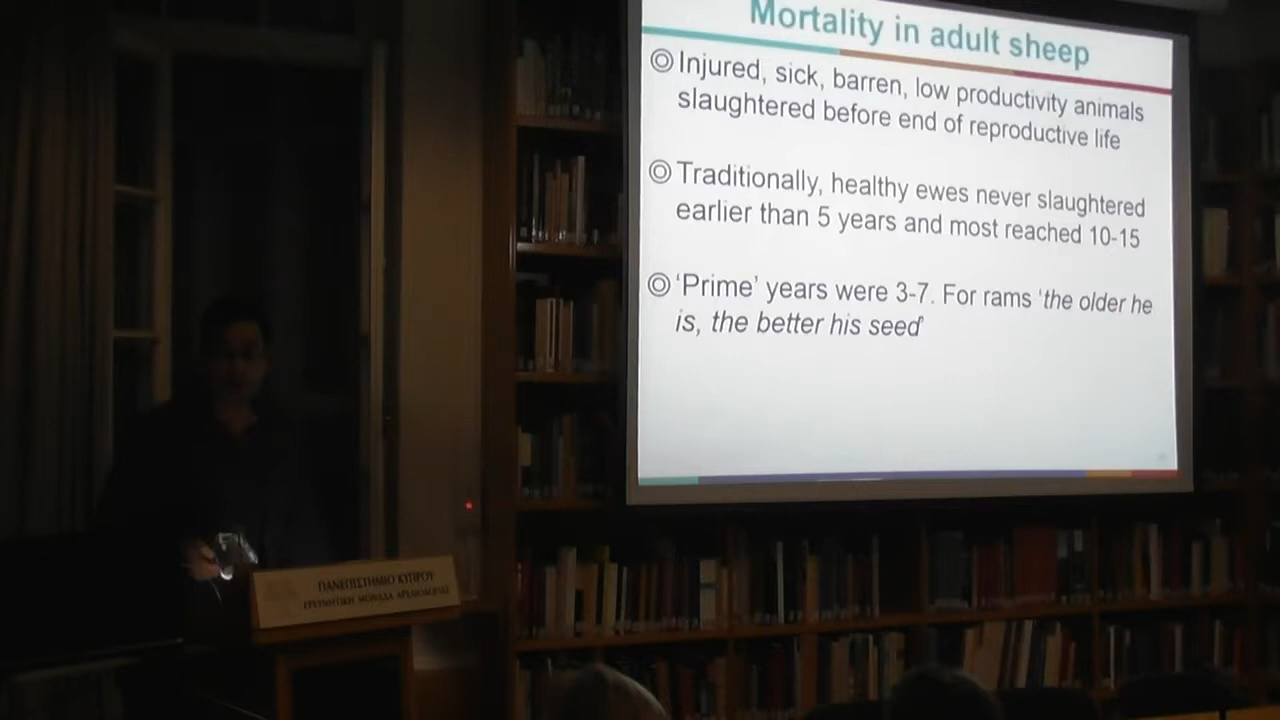 Mortality in adult sheep
◎ Injured, sick, barren, low productivity animals
slaughtered before end of reproductive life
◎ Traditionally, healthy ewes never slaughtered
earlier than 5 years and most reached 10-15
◎ ‘Prime’ years were 3-7. For rams ‘the older he
is, the better his seed’
ΠΑΝΕΠΙΣΤΗΜΙΟ ΚΥΠΡΟΥ
ΕΡΕΥΝΗΤΙΚΗ ΜΟΝΑΔΑ ΑΡΧΑΙΟΛΟΓΙΑΣ